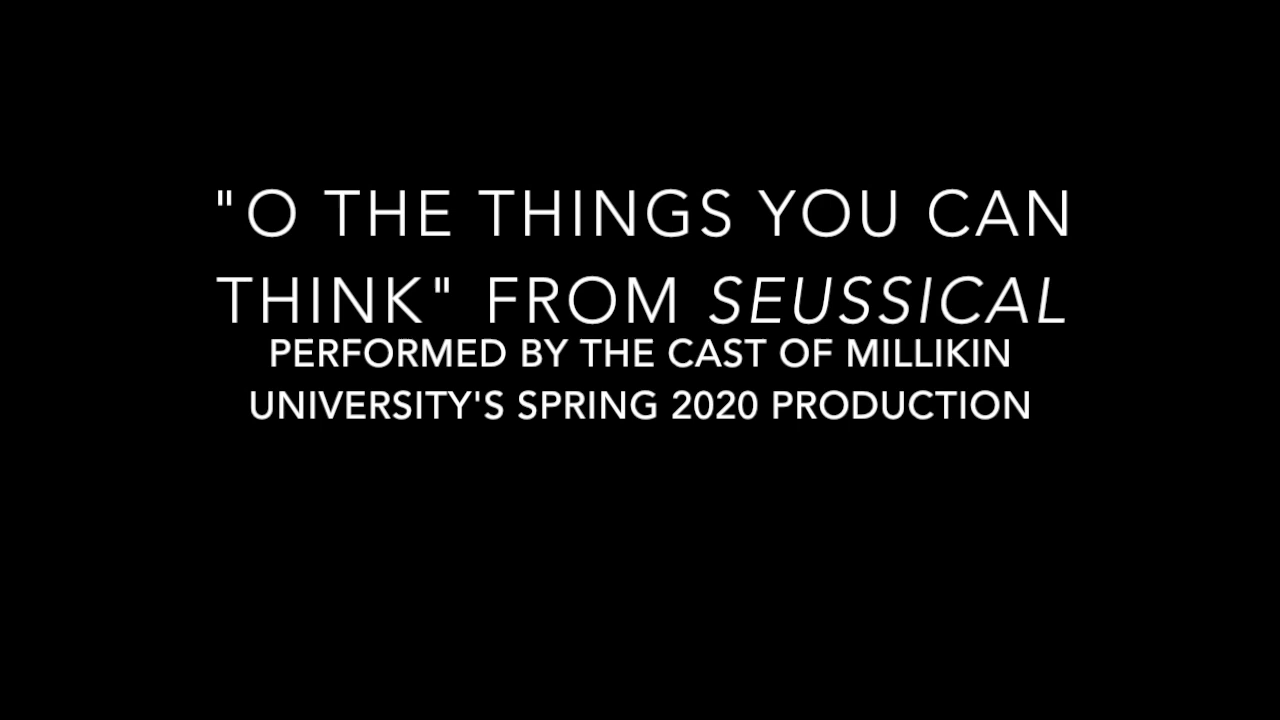 "O THE THINGS YOU CAN
THINK" FROM SEUSSICAL
PERFORMED BY THE CAST OF MILLIKIN
UNIVERSITY'S SPRING 2020 PRODUCTION